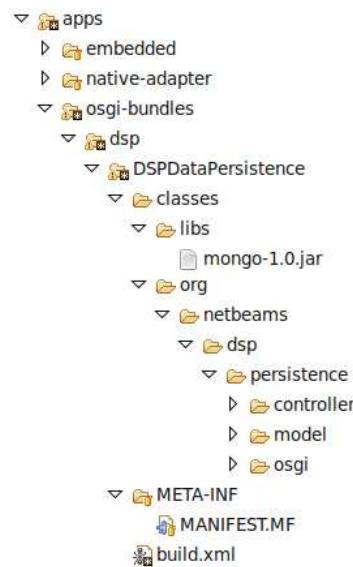 apps
embedded
native-adapter
osgi-bundles
dsp
DSPDataPersistence
classes
libs
mongo-1.0.jar
org
netbeams
dsp
persistence
controller
model
osgi
META-INF
MANIFEST.MF
build.xml